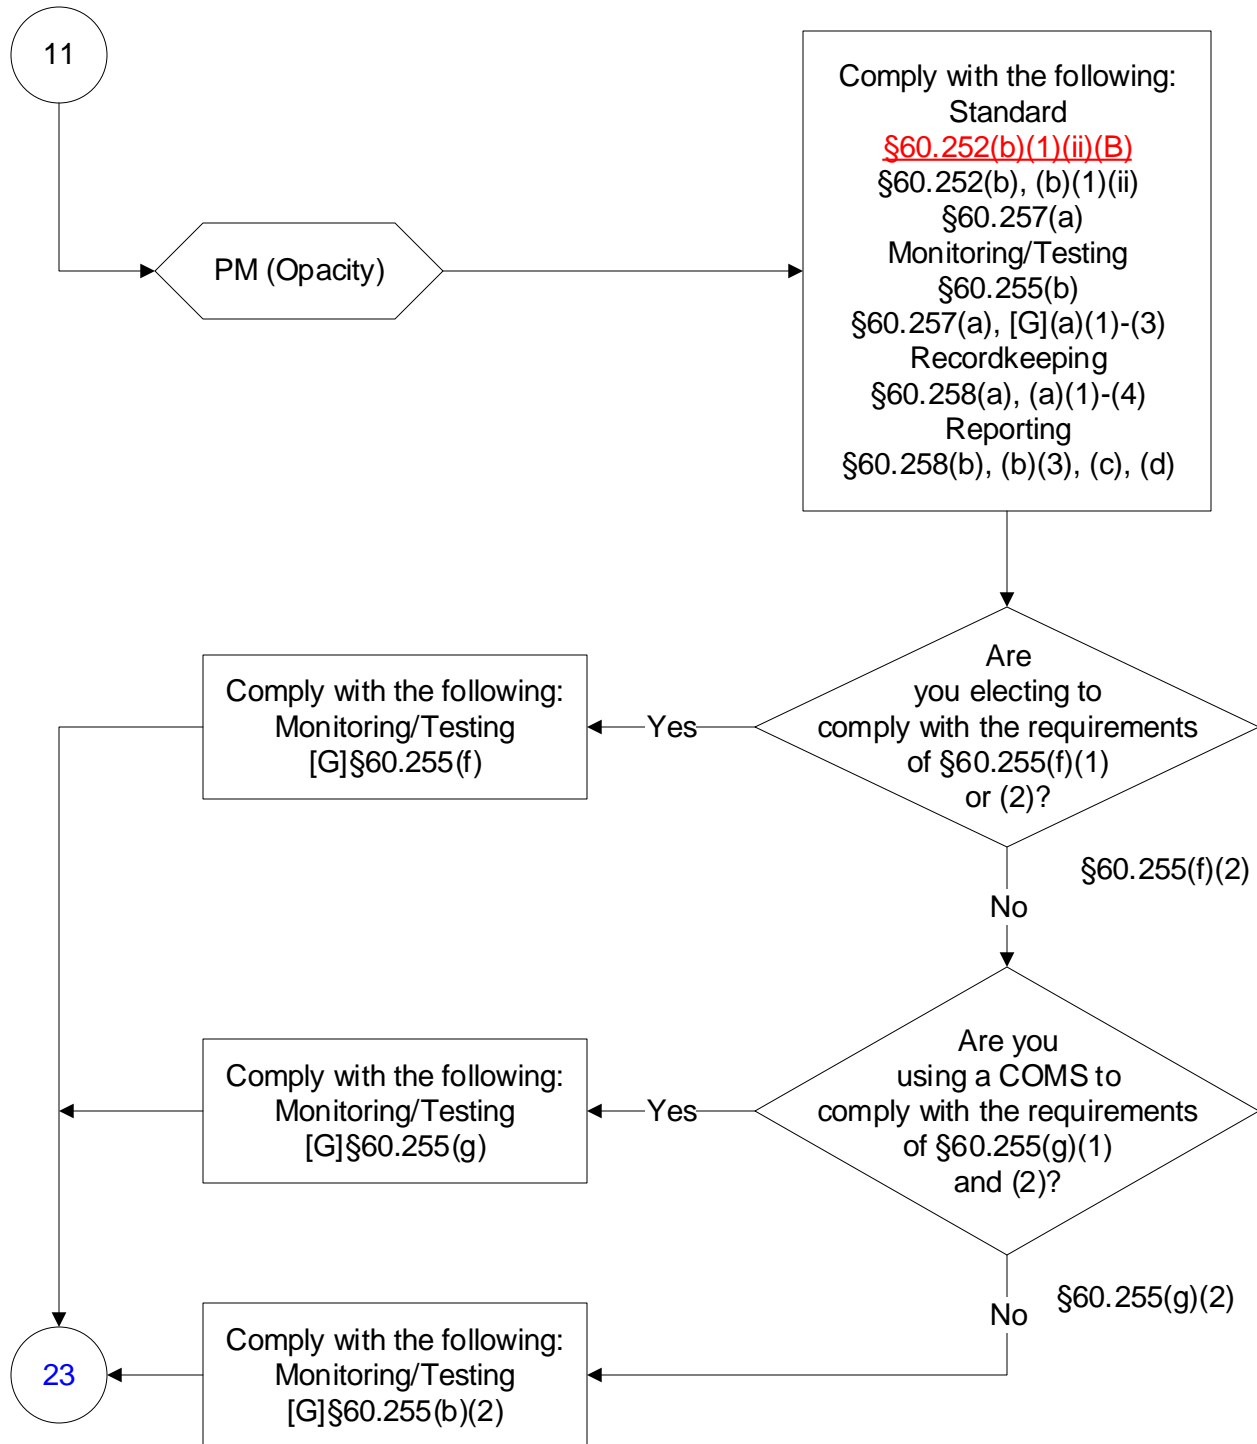 11
Comply with the following:
Standard
§60.252(b)(1)(ii)(B)
§60.252(b), (b)(1)(ii)
§60.257(a)
Monitoring/Testing
§60.255(b)
§60.257(a), [G](a)(1)-(3)
Recordkeeping
§60.258(a), (a)(1)-(4)
Reporting
§60.258(b), (b)(3), (c), (d)
PM (Opacity)
Are
you electing to
comply with the requirements
of §60.255(f)(1)
or (2)?
Yes
Comply with the following:
Monitoring/Testing
[G]§60.255(f)
§60.255(f)(2)
No
Are you
using a COMS to
comply with the requirements
of §60.255(g)(1)
and (2)?
Yes
Comply with the following:
Monitoring/Testing
[G]§60.255(g)
§60.255(g)(2)
No
Comply with the following:
Monitoring/Testing
[G]§60.255(b)(2)
23